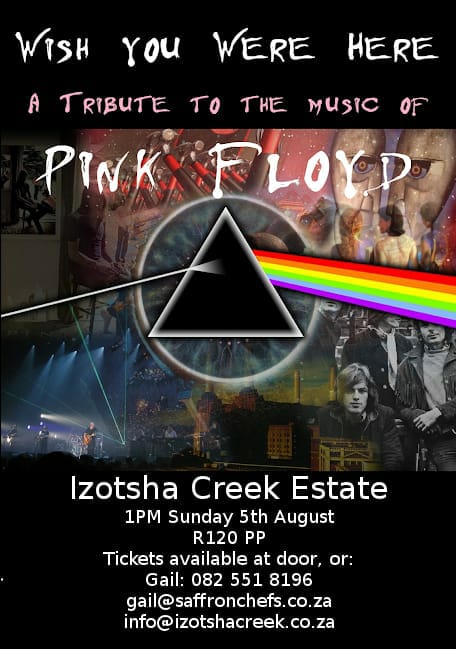 Wish You Were Here
A Tribute to the music of
Pink Floyd
Izotsha Creek Estate
1PM Sunday 5th August
R120 PP
Tickets available at door, or:
Gail: 082 551 8196
gail@saffronchefs.co.za
info@izotshacreek.co.za